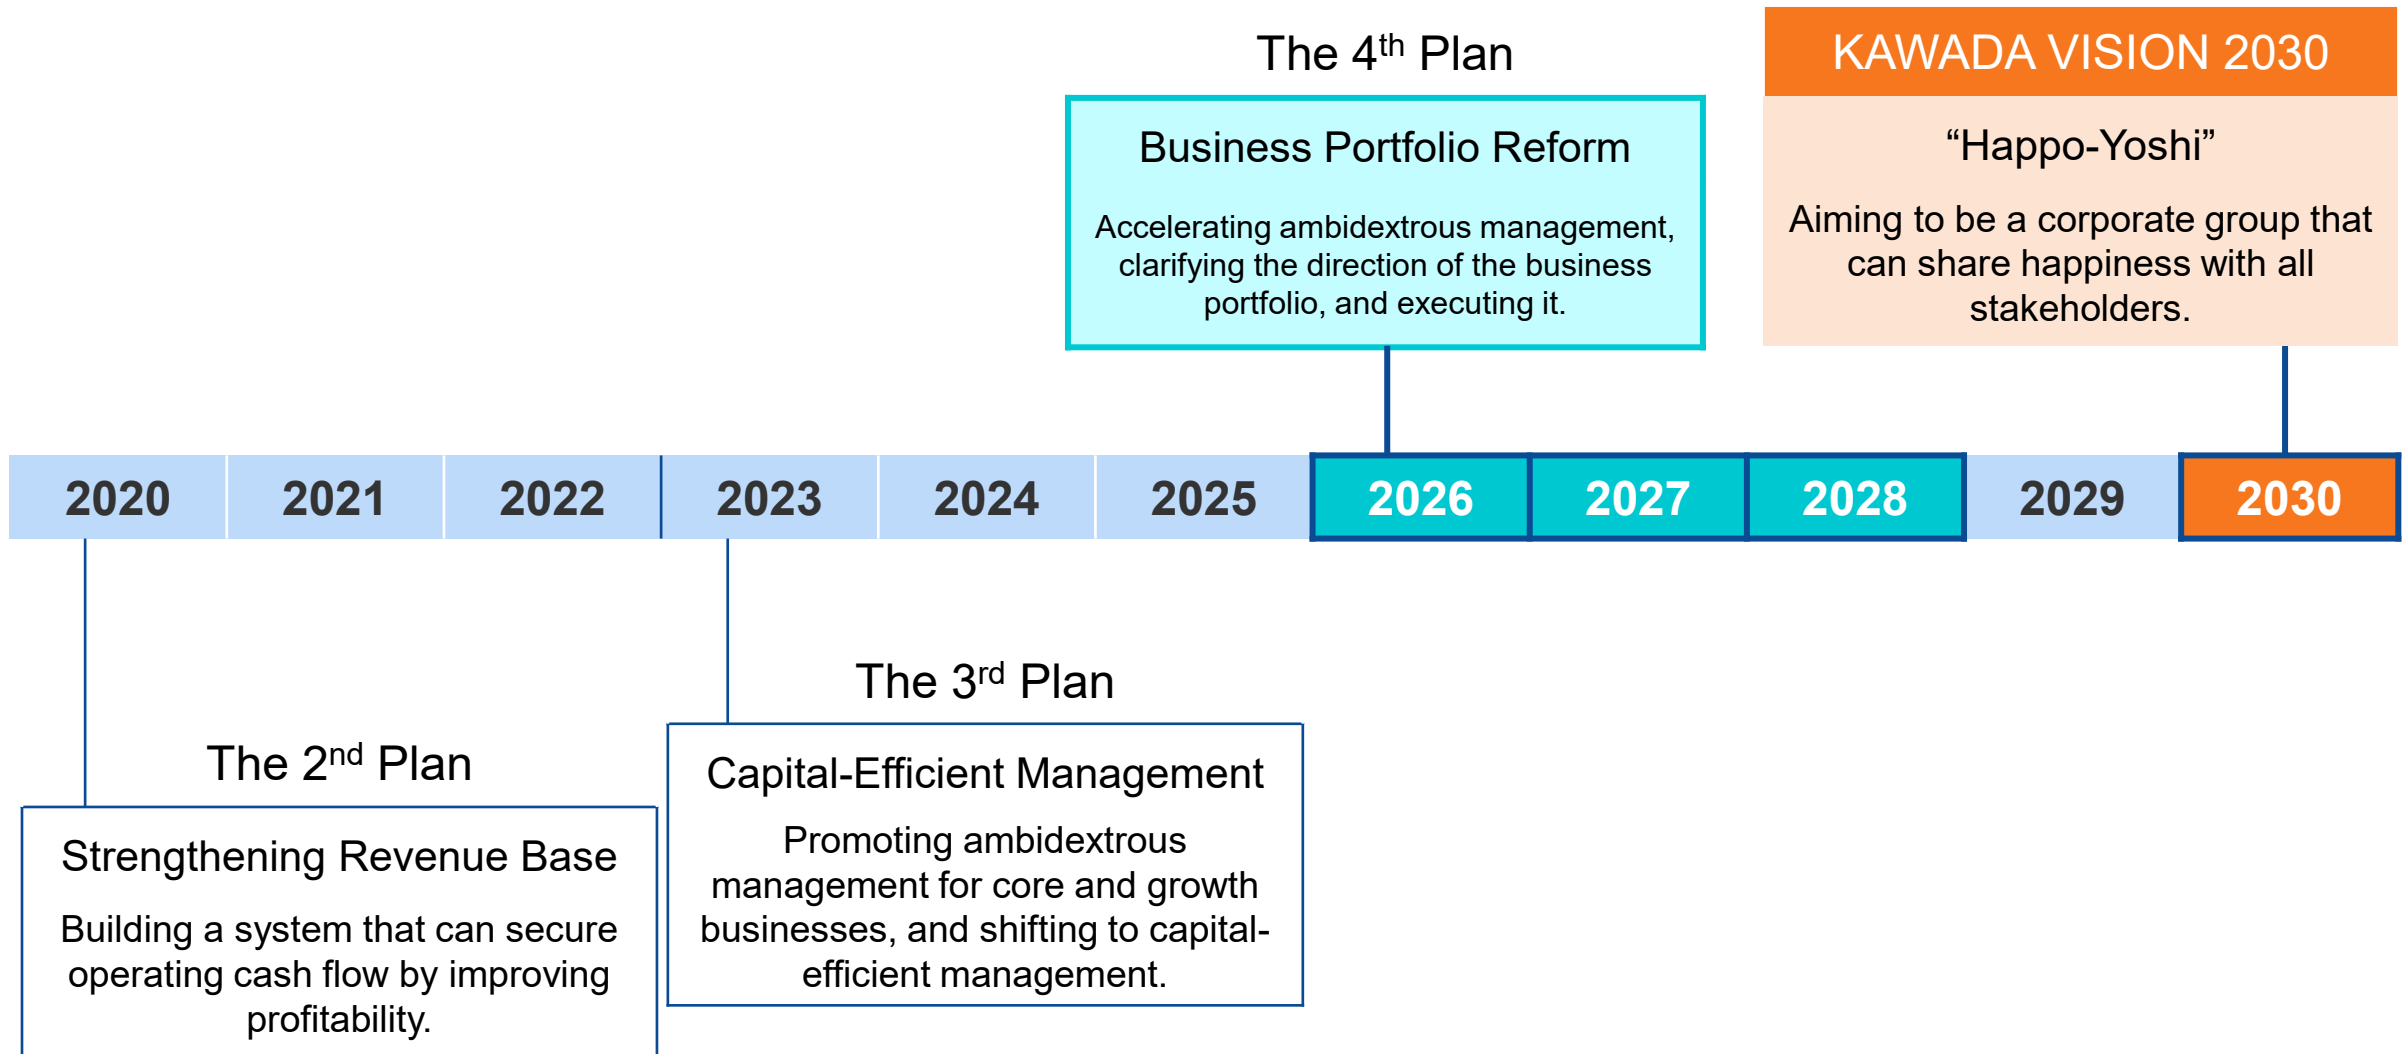 The 4th Plan
Business Portfolio Reform
Accelerating ambidextrous management,
clarifying the direction of the business
portfolio, and executing it.
KAWADA VISION 2030
“Happo-Yoshi”
Aiming to be a corporate group that
can share happiness with all
stakeholders.
2020 2021 2022 2023 2024 2025 2026 2027 2028 2029 2030
The 2nd Plan
Strengthening Revenue Base
Building a system that can secure
operating cash flow by improving
profitability.
The 3rd Plan
Capital-Efficient Management
Promoting ambidextrous
management for core and growth
businesses, and shifting to capital-
efficient management.